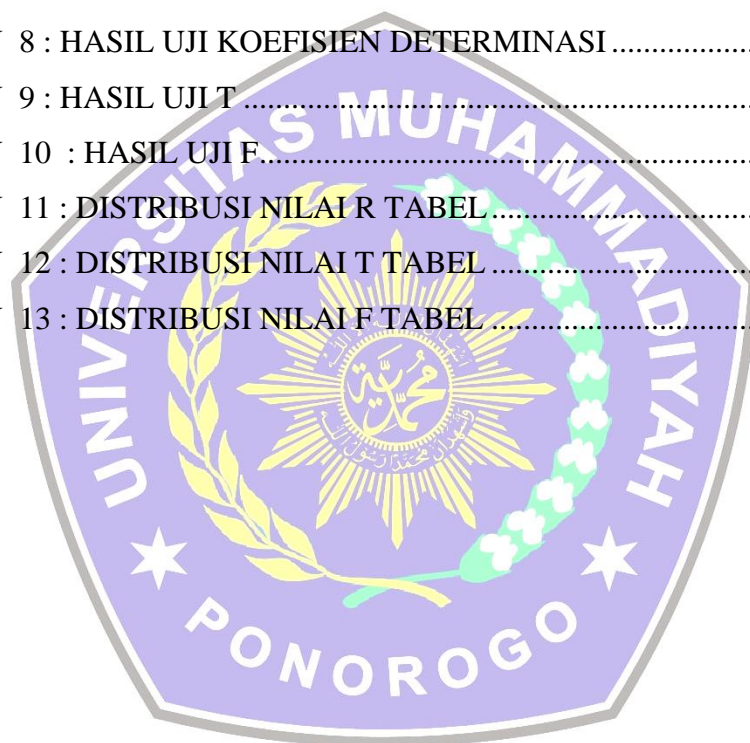 8 : HASIL UJI KOEFISIEN DETERMINASI ....................
9 : HASIL UJI T ....................
10 : HASIL UJI F....................
11 : DISTRIBUSI NILAI R TABEL ....................
12 : DISTRIBUSI NILAI T TABEL ....................
13 : DISTRIBUSI NILAI F TABEL ....................
UNIVERSITAS MUHAMMADIYAH
PONOROGO
محمدية